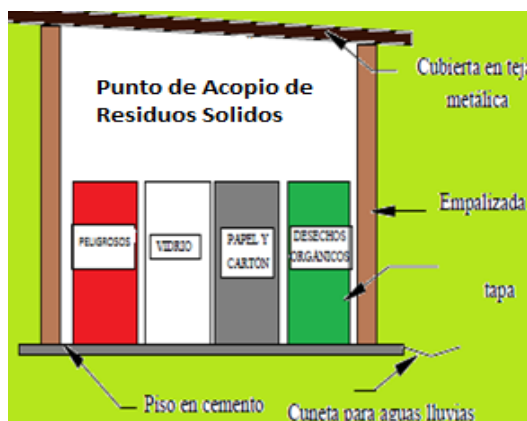 Punto de Acopio de
Residuos Solidos
Cubierta en teja
metálica
Empalizada
PELIGROSOS
VIDRIO
PAPEL Y
CARTON
DESECHOS
ORGÁNICOS
tapa
Piso en cemento
Cuneta para aguas lluvias